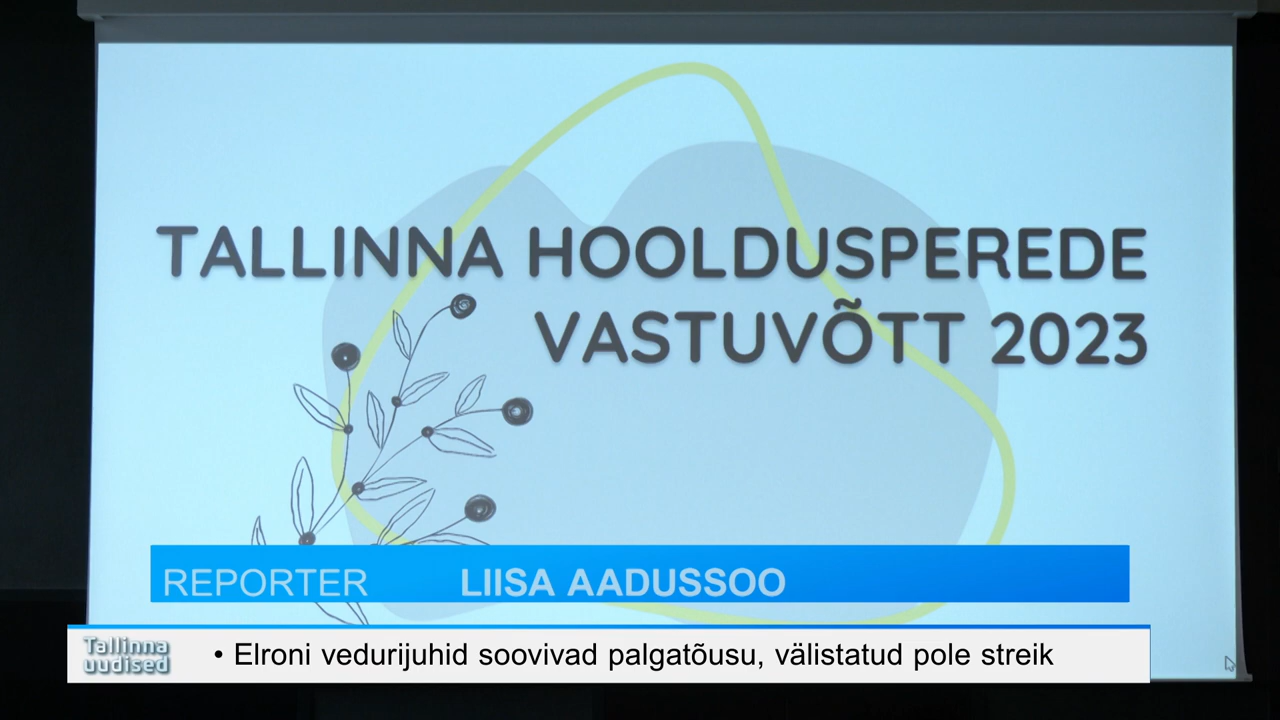 TALLINNA HOOLDUSPEREDE
VASTUVÕTT 2023
REPORTER LIISA AADUSSOO
Tallinna
uudised
• Elroni vedurijuhid soovivad palgatõusu, välistatud pole streik